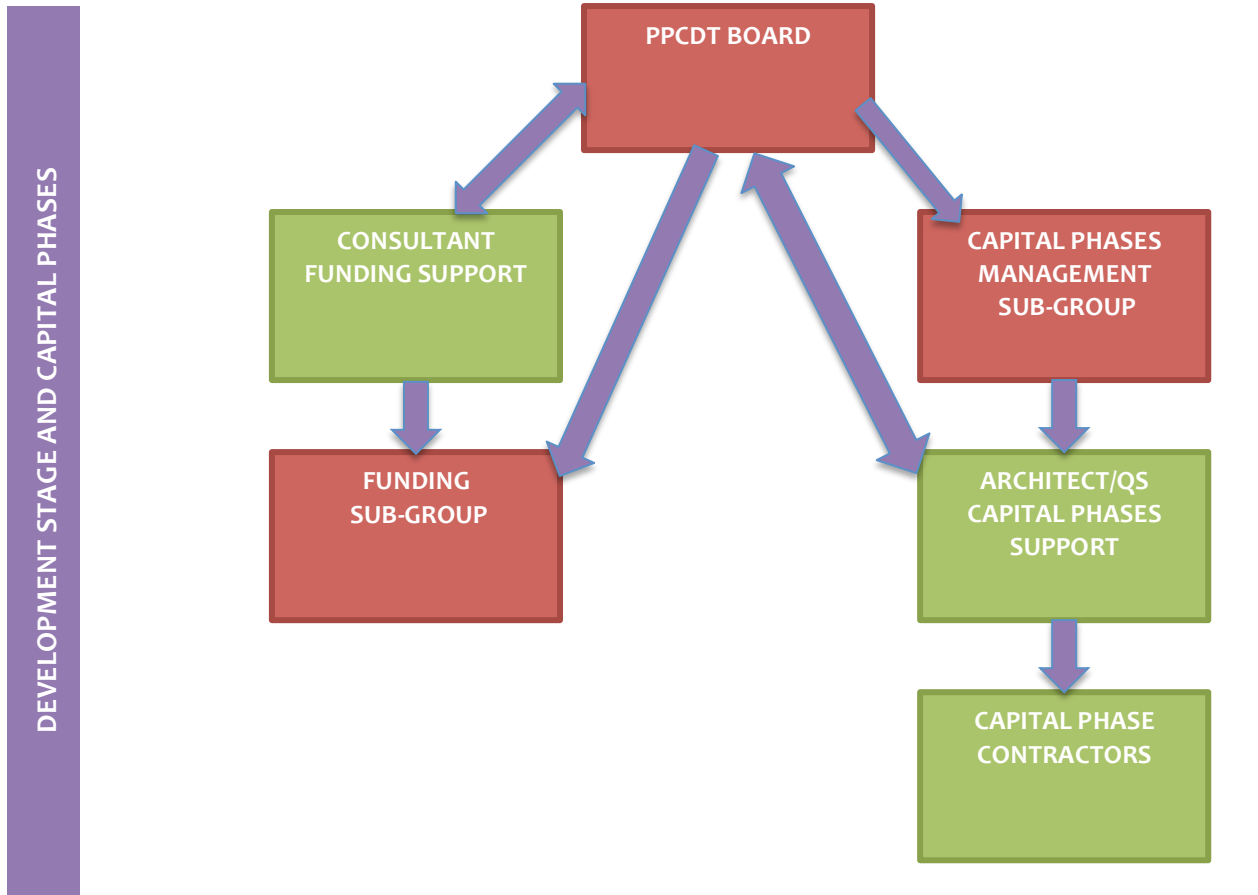 DEVELOPMENT STAGE AND CAPITAL PHASES
PPCDT BOARD
CONSULTANT
FUNDING SUPPORT
CAPITAL PHASES
MANAGEMENT
SUB-GROUP
FUNDING
SUB-GROUP
ARCHITECT/QS
CAPITAL PHASES
SUPPORT
CAPITAL PHASE
CONTRACTORS